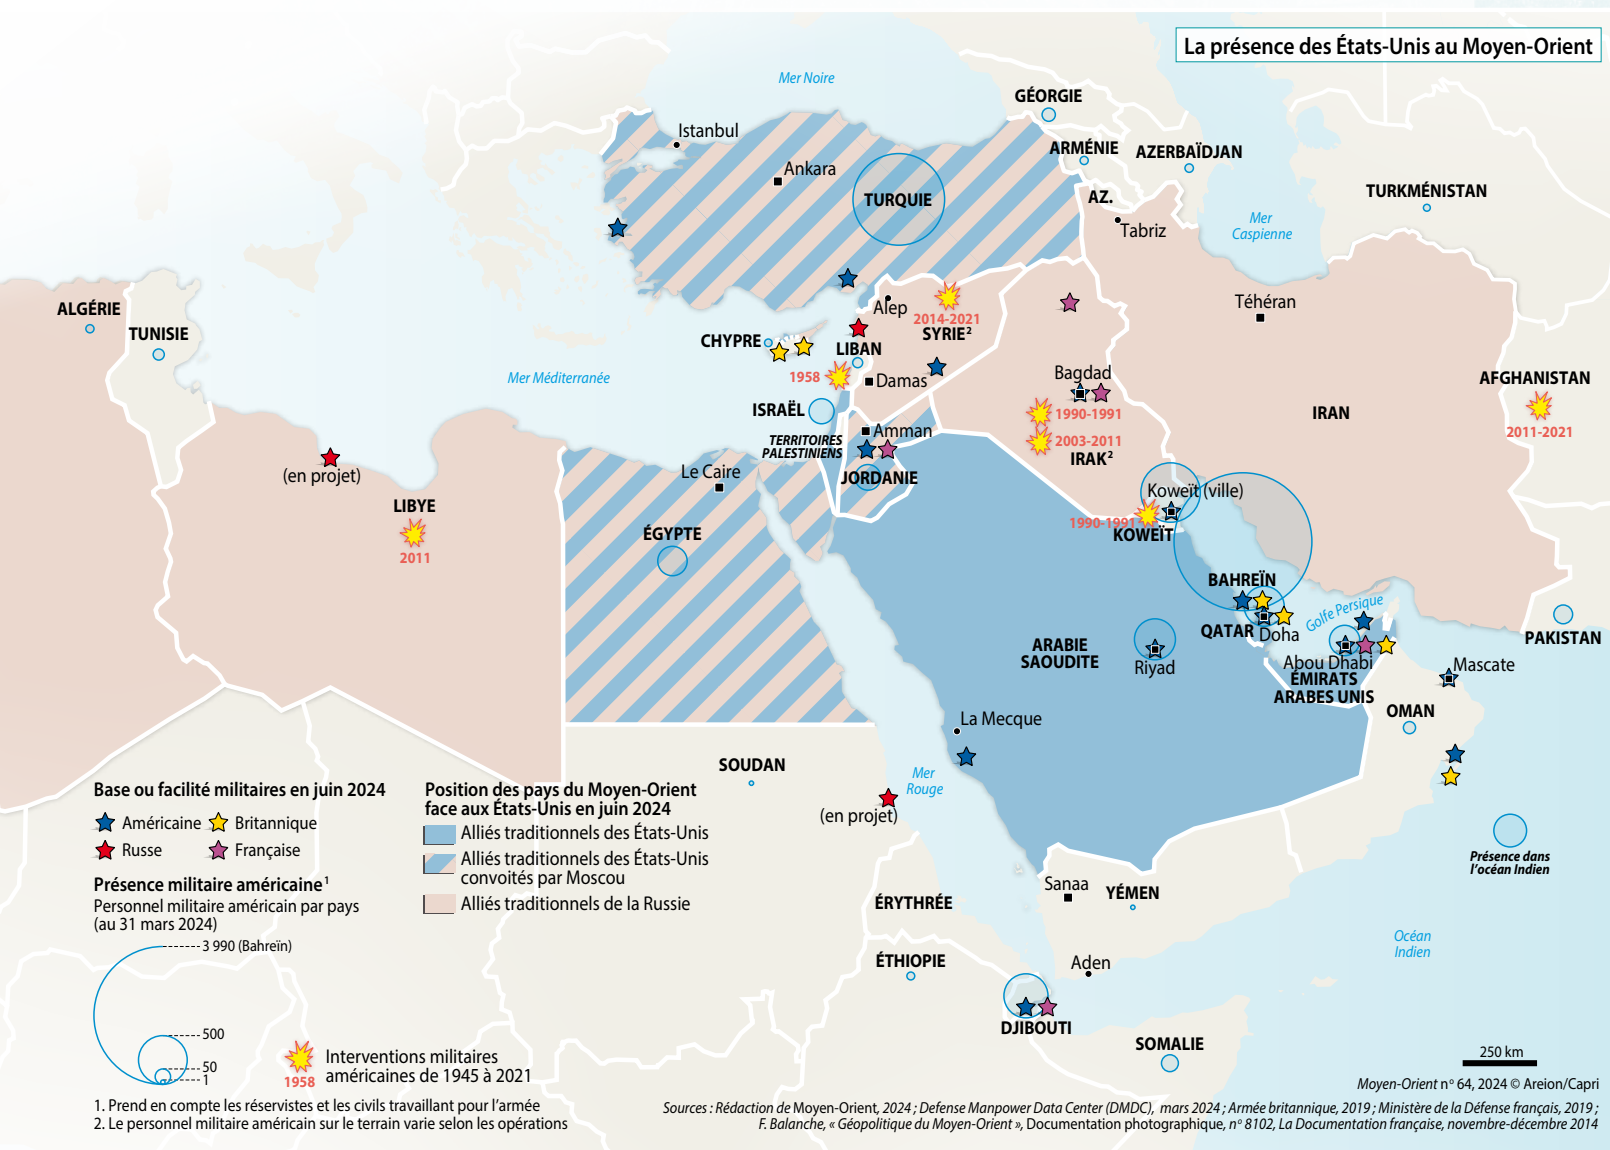 La présence des États-Unis au Moyen-Orient
Mer Noire
GÉORGIE
Istanbul
ARMÉNIE
AZERBAÏDJAN
Ankara
TURQUIE
AZ.
TURKMÉNISTAN
Tabriz
Mer
Caspienne
ALGÉRIE
TUNISIE
Alep
2014-2021
SYRIE²
Téhéran
CHYPRE
LIBAN
1958
Damas
Mer Méditerranée
Bagdad
1990-1991
AFGHANISTAN
2011-2021
ISRAËL
IRAN
TERRITOIRES
PALESTINIENS
Amman
2003-2011
IRAK²
JORDANIE
(en projet)
Le Caire
LIBYE
2011
ÉGYPTE
Koweït (ville)
1990-1991
KOWEÏT
BAHREÏN
Golfe Persique
QATAR
Doha
PAKISTAN
ARABIE
SAOUDITE
Riyad
Abou Dhabi
ÉMIRATS
ARABES UNIS
Mascate
OMAN
La Mecque
SOUDAN
Mer
Rouge
(en projet)
Présence dans
l'océan Indien
Sanaa
YÉMEN
ÉRYTHRÉE
Océan
Indien
ÉTHIOPIE
Aden
DJIBOUTI
SOMALIE
Base ou facilité militaires en juin 2024
Américaine
Britannique
Russe
Française
Présence militaire américaine¹
Personnel militaire américain par pays
(au 31 mars 2024)
3 990 (Bahreïn)
500
50
1
Position des pays du Moyen-Orient
face aux États-Unis en juin 2024
Alliés traditionnels des États-Unis
Alliés traditionnels des États-Unis
convoités par Moscou
Alliés traditionnels de la Russie
1958
Interventions militaires
américaines de 1945 à 2021
1. Prend en compte les réservistes et les civils travaillant pour l'armée
2. Le personnel militaire américain sur le terrain varie selon les opérations
250 km
Moyen-Orient n° 64, 2024 © Areion/Capri
Sources : Rédaction de Moyen-Orient, 2024 ; Defense Manpower Data Center (DMDC), mars 2024 ; Armée britannique, 2019 ; Ministère de la Défense français, 2019 ;
F. Balanche, « Géopolitique du Moyen-Orient », Documentation photographique, n° 8102, La Documentation française, novembre-décembre 2014